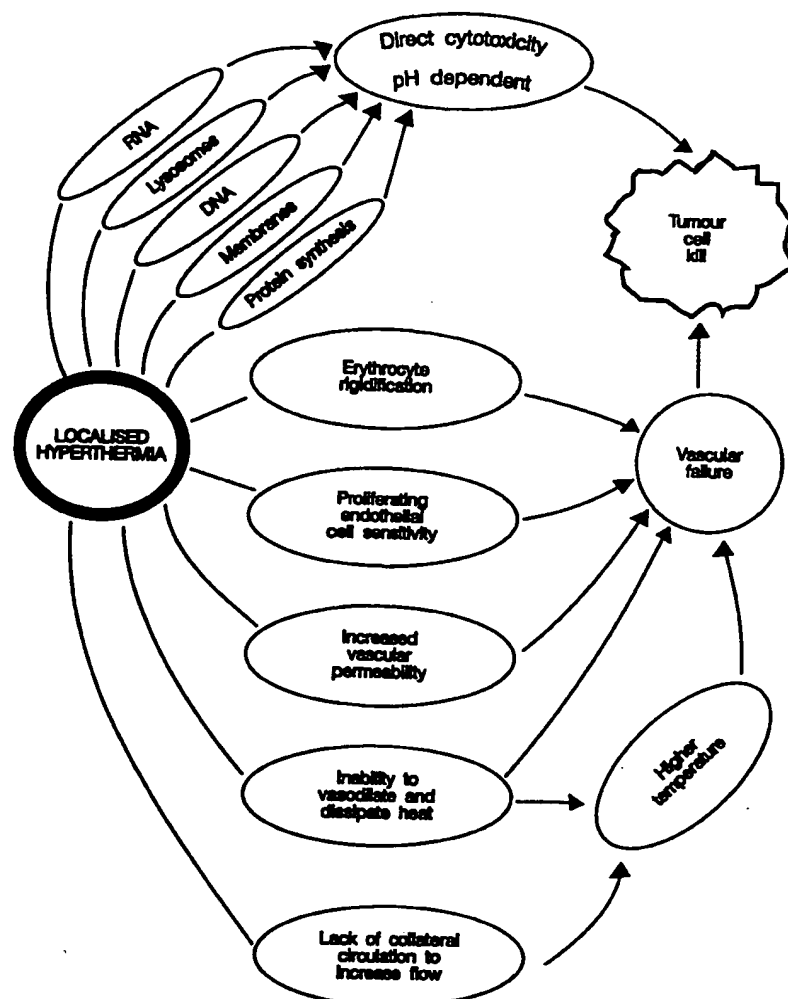 Direct cytotoxicity
pH dependent
RNA
Lysosomes
DNA
Membranes
Protein synthesis
Tumour
cell
kill
Erythrocyte
rigidification
LOCALISED
HYPERTHERMIA
Vascular
failure
Proliferating
endothelial
cell sensitivity
Increased
vascular
permeability
Higher
temperature
Inability to
vasodilate and
dissipate heat
Lack of collateral
circulation to
increase flow